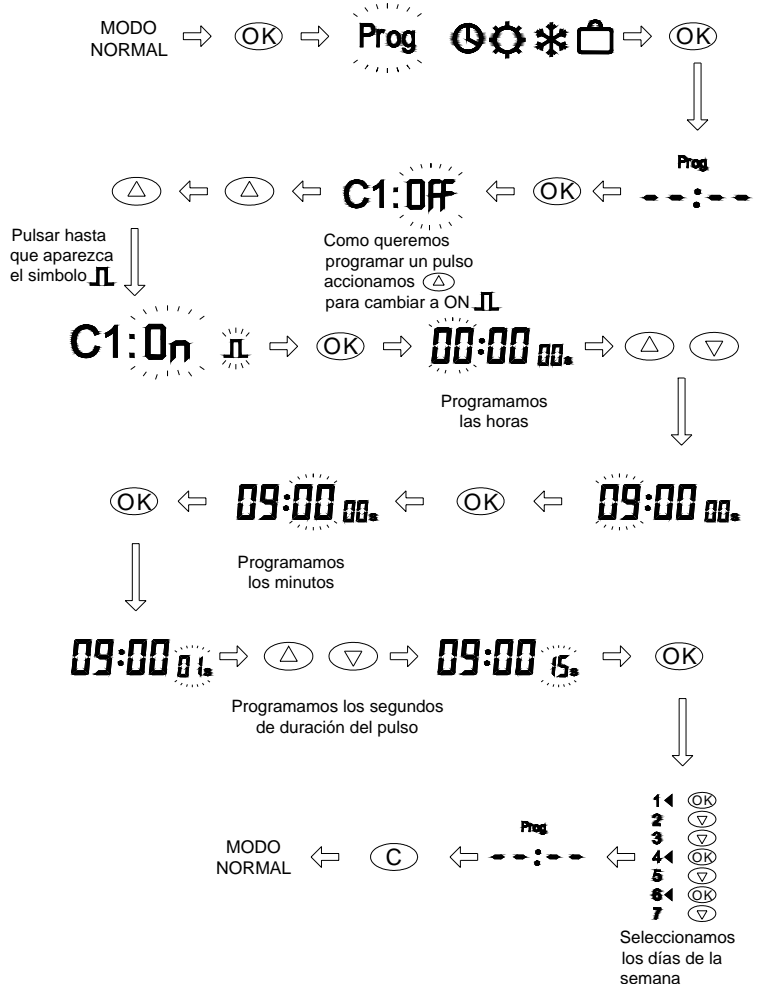 MODO
NORMAL
OK
Prog
OK
Prog
--:--
OK
C1:OFF
Pulsar hasta
que aparezca
el simbolo
Como queremos
programar un pulso
accionamos
para cambiar a ON
C1:On
OK
00:00 00s
Programamos
las horas
09:00 00s
OK
09:00 00s
OK
Programamos
los minutos
09:00 01s
09:00 15s
OK
Programamos los segundos
de duración del pulso
1 OK
2
3
4 OK
5
6 OK
7
Seleccionamos
los días de la
semana
Prog
--:--
C
MODO
NORMAL